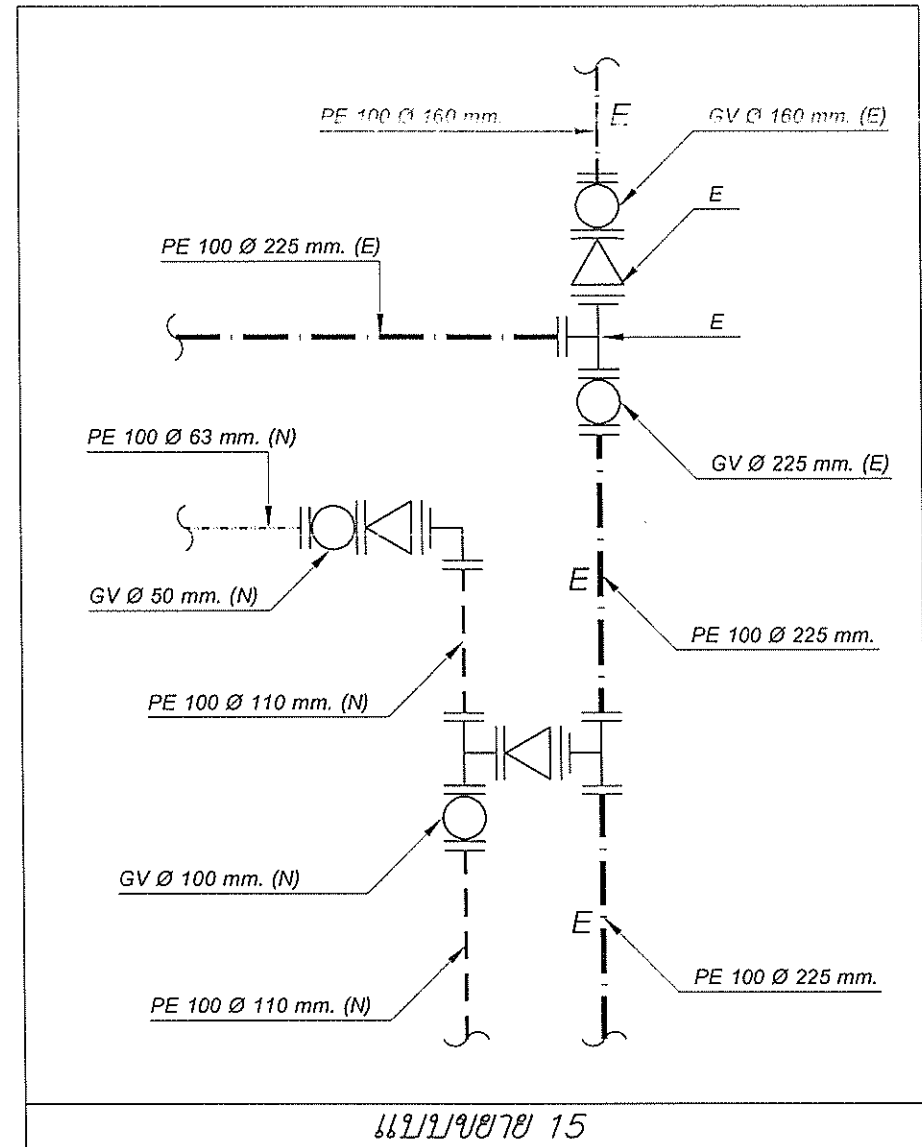 PE 100 Ø 160 mm.
E
GV Ø 160 mm. (E)
E
PE 100 Ø 225 mm. (E)
E
PE 100 Ø 63 mm. (N)
GV Ø 225 mm. (E)
GV Ø 50 mm. (N)
E
PE 100 Ø 225 mm.
PE 100 Ø 110 mm. (N)
GV Ø 100 mm. (N)
E
PE 100 Ø 225 mm.
PE 100 Ø 110 mm. (N)
แบบขยาย 15